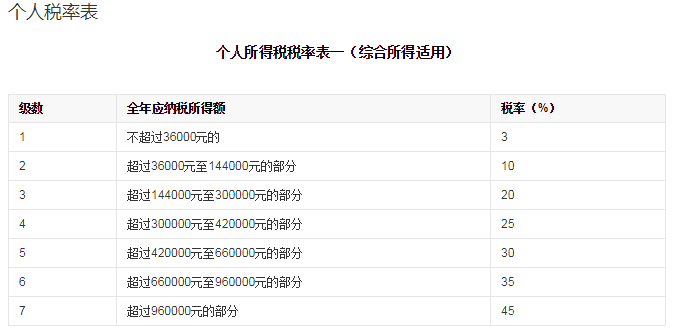 个人税率表
个人所得税税率表一（综合所得适用）
级数 全年应纳税所得额 税率（%）
1 不超过36000元的 3
2 超过36000元至144000元的部分 10
3 超过144000元至300000元的部分 20
4 超过300000元至420000元的部分 25
5 超过420000元至660000元的部分 30
6 超过660000元至960000元的部分 35
7 超过960000元的部分 45